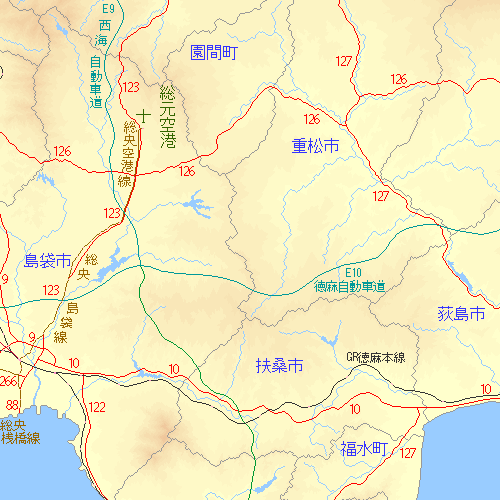 E9
西海
自動車道
123
園間町
127
126
総元空港
126
重松市
総央空港線
126
126
127
123
島袋市
総央
島袋線
9
123
E10
徳麻自動車道
荻島市
9
10
10
扶桑市
GR徳麻本線
266
10
10
88
122
総央
桟橋線
福水町
127